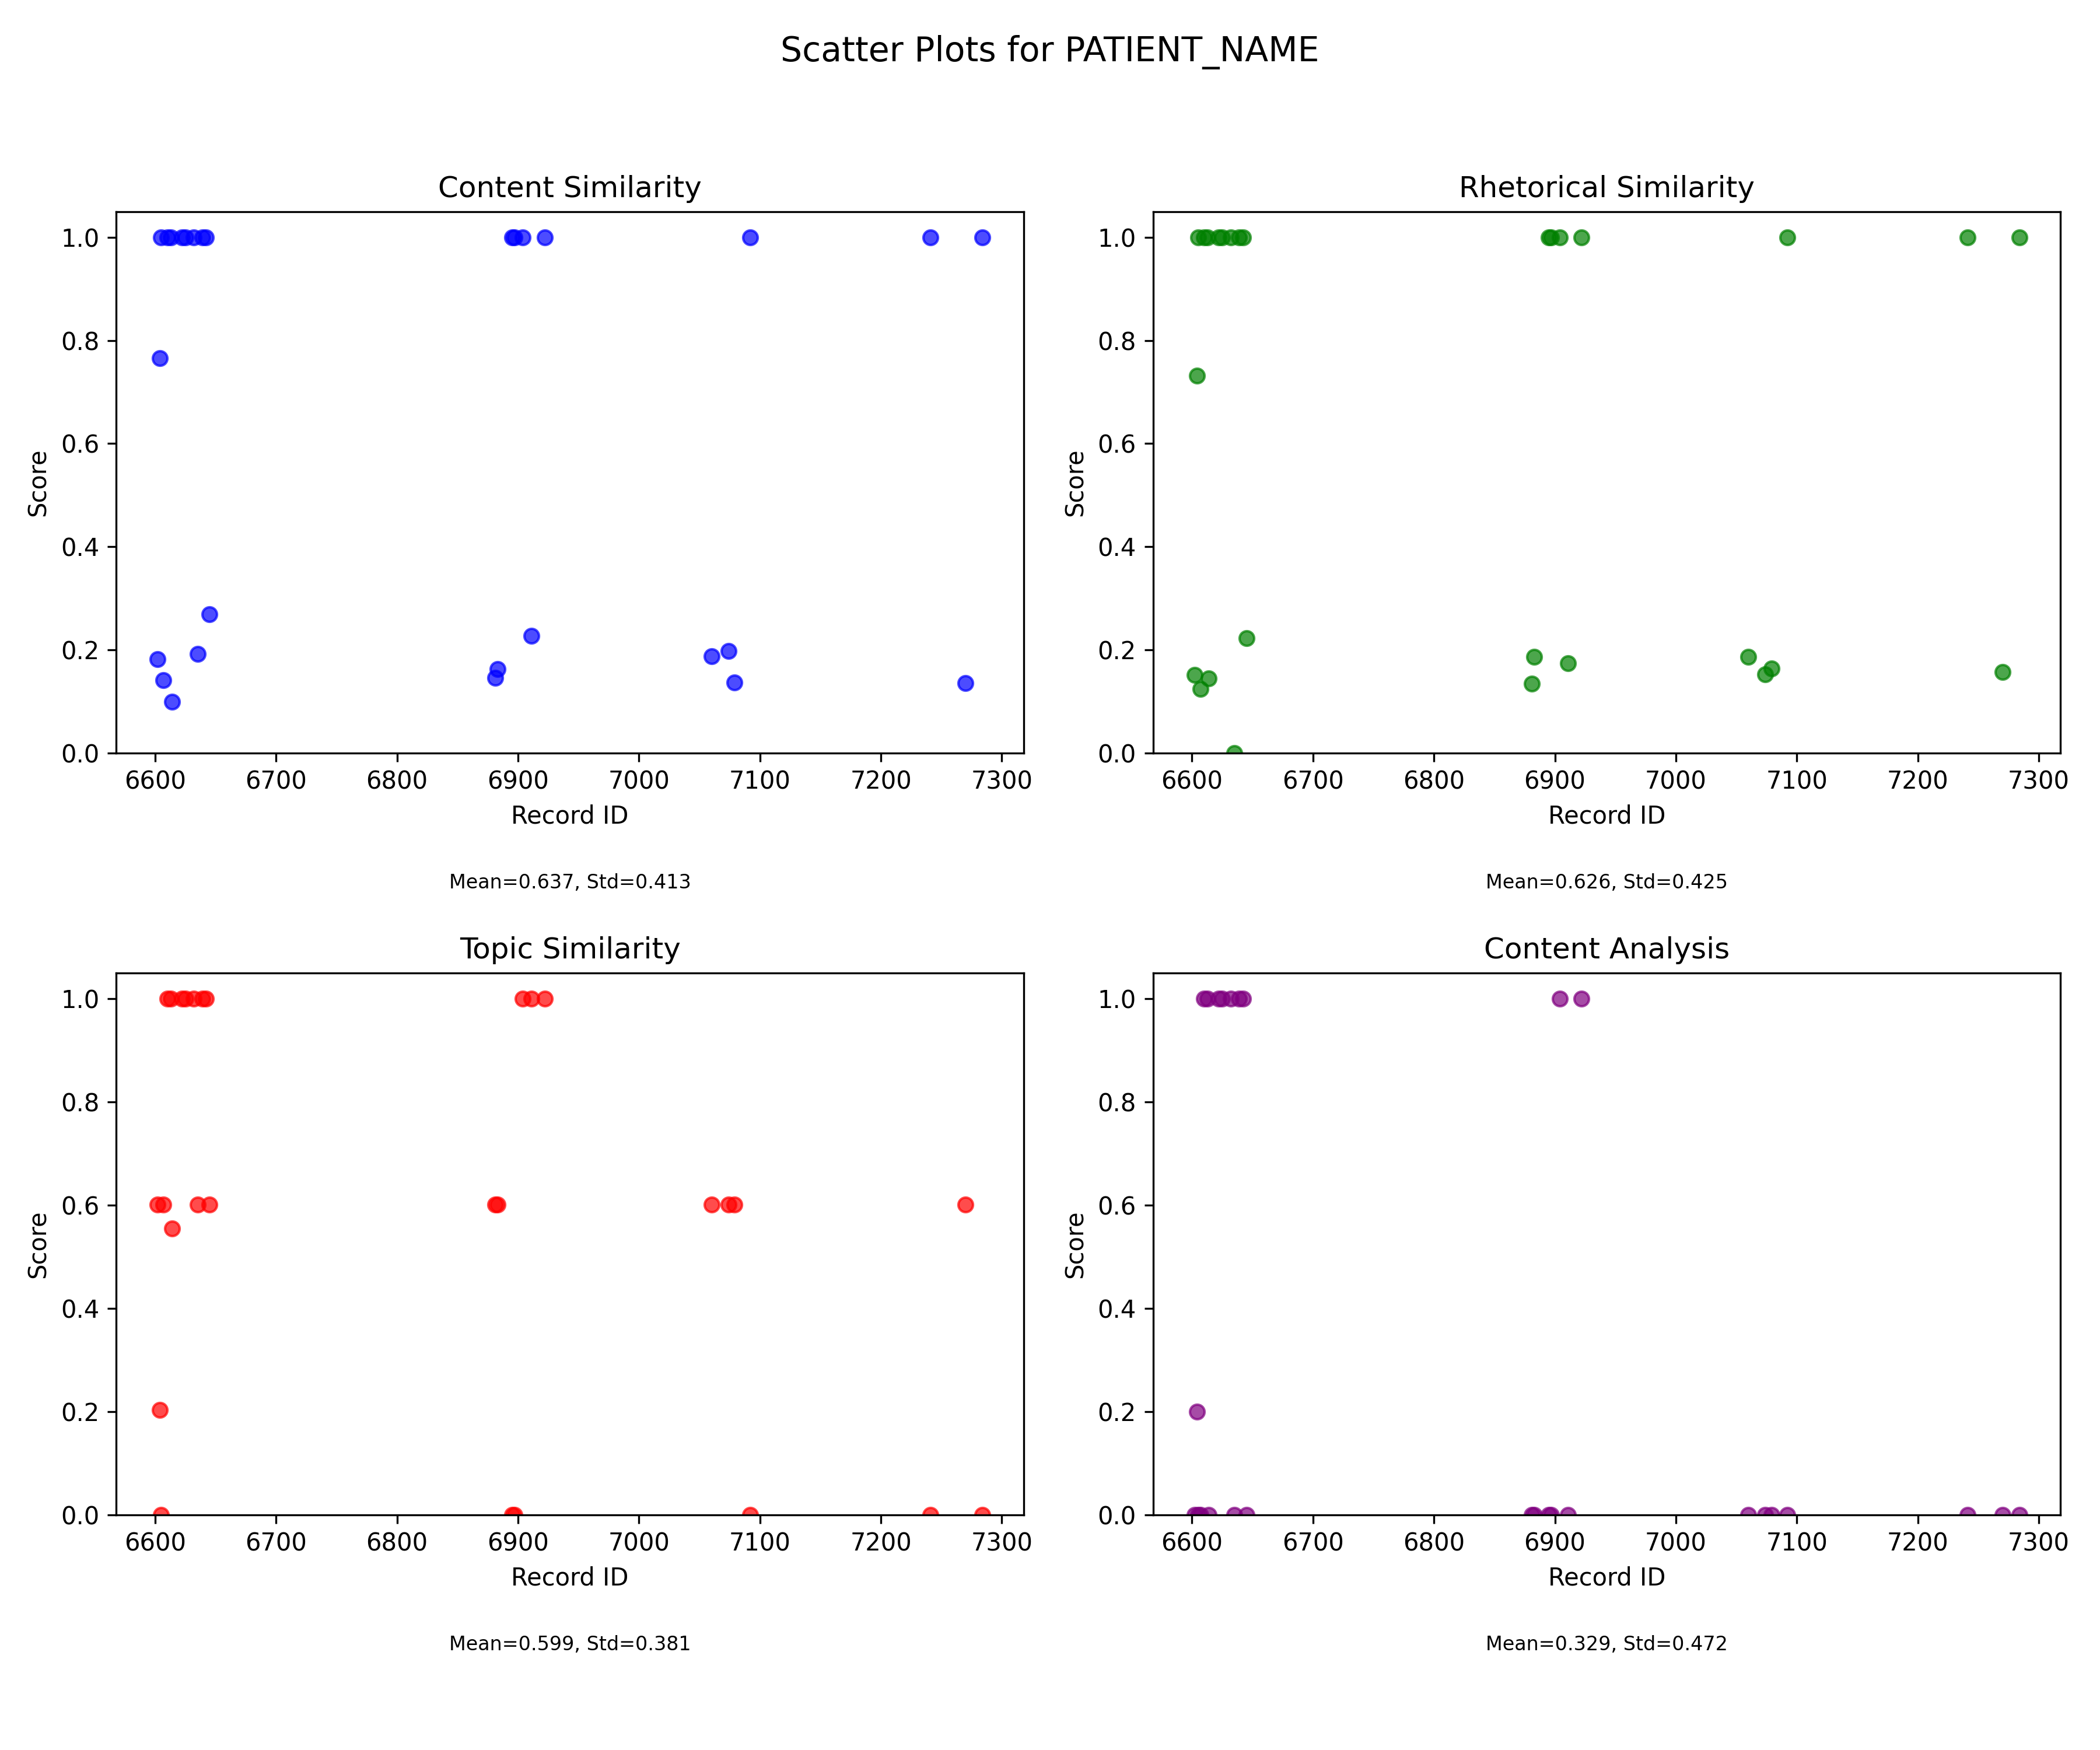 Scatter Plots for PATIENT_NAME
Content Similarity
1.0
0.8
0.6
0.4
0.2
0.0
Score
6600 6700 6800 6900 7000 7100 7200 7300
Record ID
Mean=0.637, Std=0.413
Rhetorical Similarity
1.0
0.8
0.6
0.4
0.2
0.0
Score
6600 6700 6800 6900 7000 7100 7200 7300
Record ID
Mean=0.626, Std=0.425
Topic Similarity
1.0
0.8
0.6
0.4
0.2
0.0
Score
6600 6700 6800 6900 7000 7100 7200 7300
Record ID
Mean=0.599, Std=0.381
Content Analysis
1.0
0.8
0.6
0.4
0.2
0.0
Score
6600 6700 6800 6900 7000 7100 7200 7300
Record ID
Mean=0.329, Std=0.472